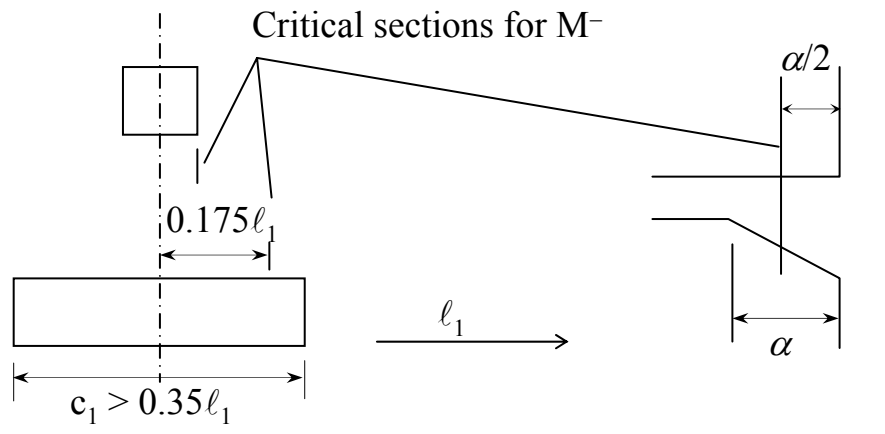 Critical sections for M⁻
α/2
0.175ℓ₁
ℓ₁
α
c₁ > 0.35ℓ₁